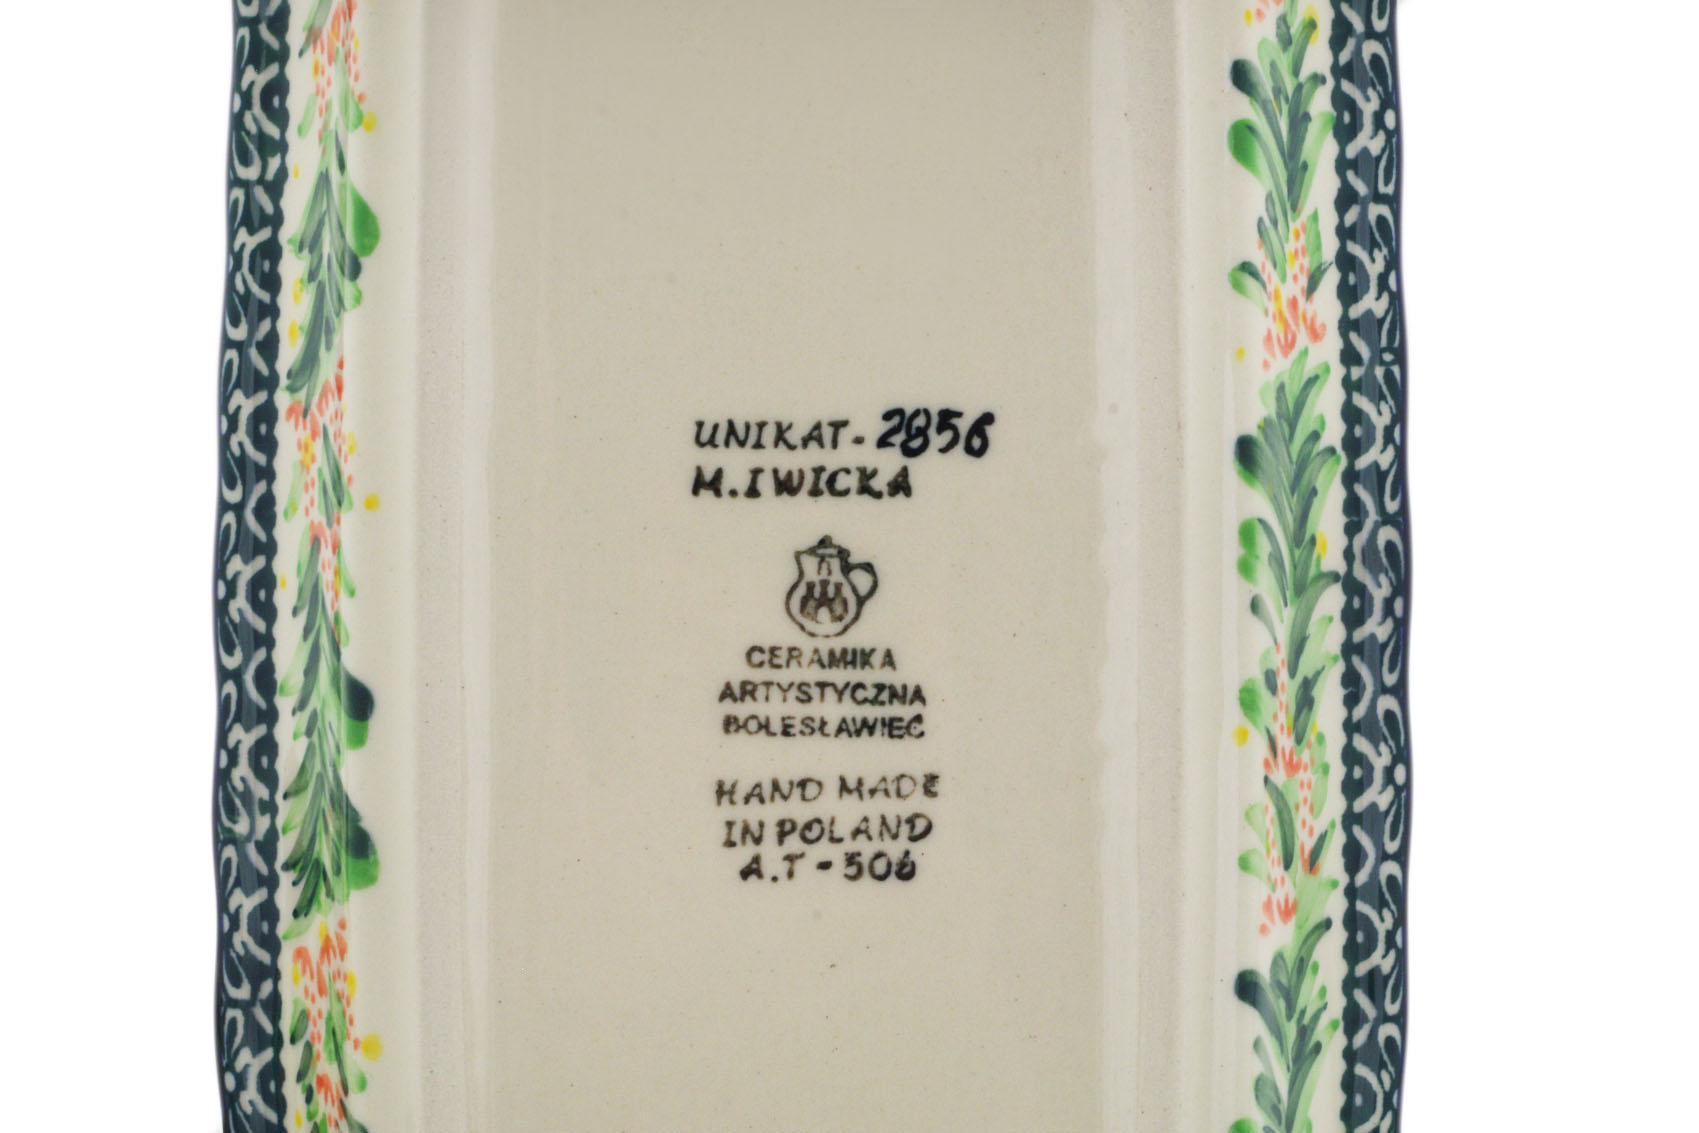 UNIKAT-2856
M.IWICKA
CERAMIKA
ARTYSTYCZNA
BOLESŁAWIEC
HAND MADE
IN POLAND
A.T-506